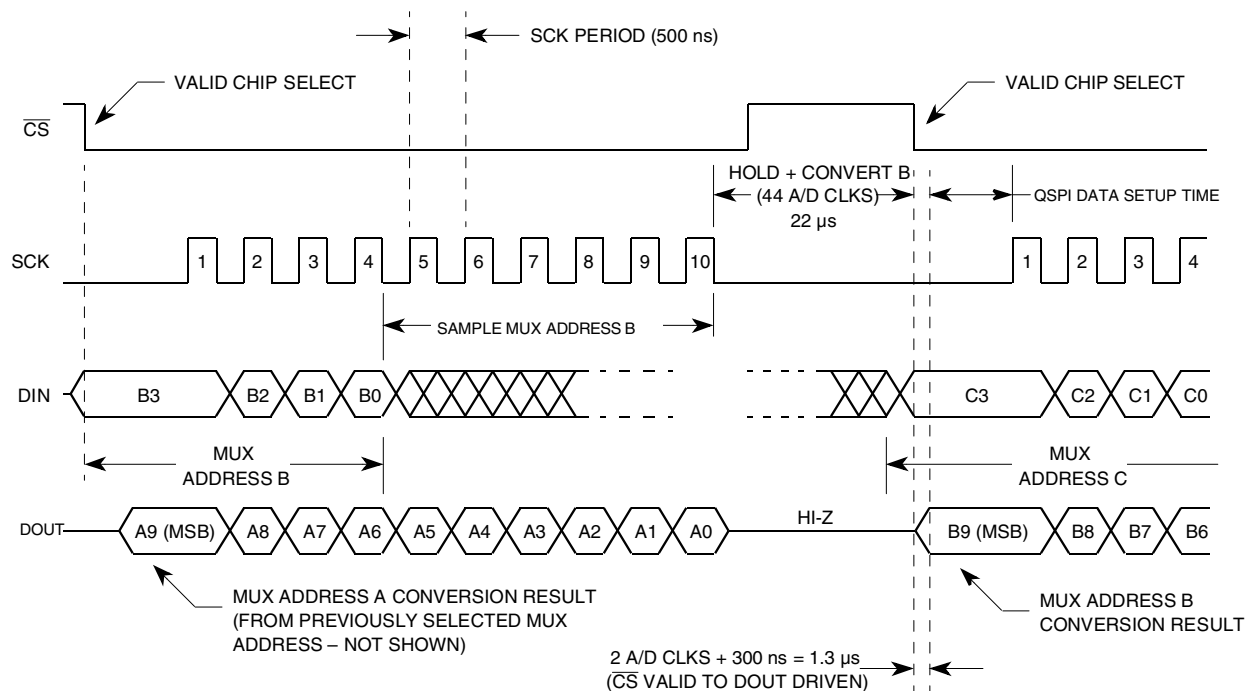 SCK PERIOD (500 ns)
VALID CHIP SELECT
VALID CHIP SELECT
CS
HOLD + CONVERT B
(44 A/D CLKS)
22 µs
QSPI DATA SETUP TIME
SCK
1 2 3 4 5 6 7 8 9 10 1 2 3 4
SAMPLE MUX ADDRESS B
DIN
B3 B2 B1 B0 C3 C2 C1 C0
MUX
ADDRESS B
MUX
ADDRESS C
DOUT
A9 (MSB) A8 A7 A6 A5 A4 A3 A2 A1 A0 HI-Z B9 (MSB) B8 B7 B6
MUX ADDRESS A CONVERSION RESULT
(FROM PREVIOUSLY SELECTED MUX
ADDRESS – NOT SHOWN)
MUX ADDRESS B
CONVERSION RESULT
2 A/D CLKS + 300 ns = 1.3 µs
(CS VALID TO DOUT DRIVEN)